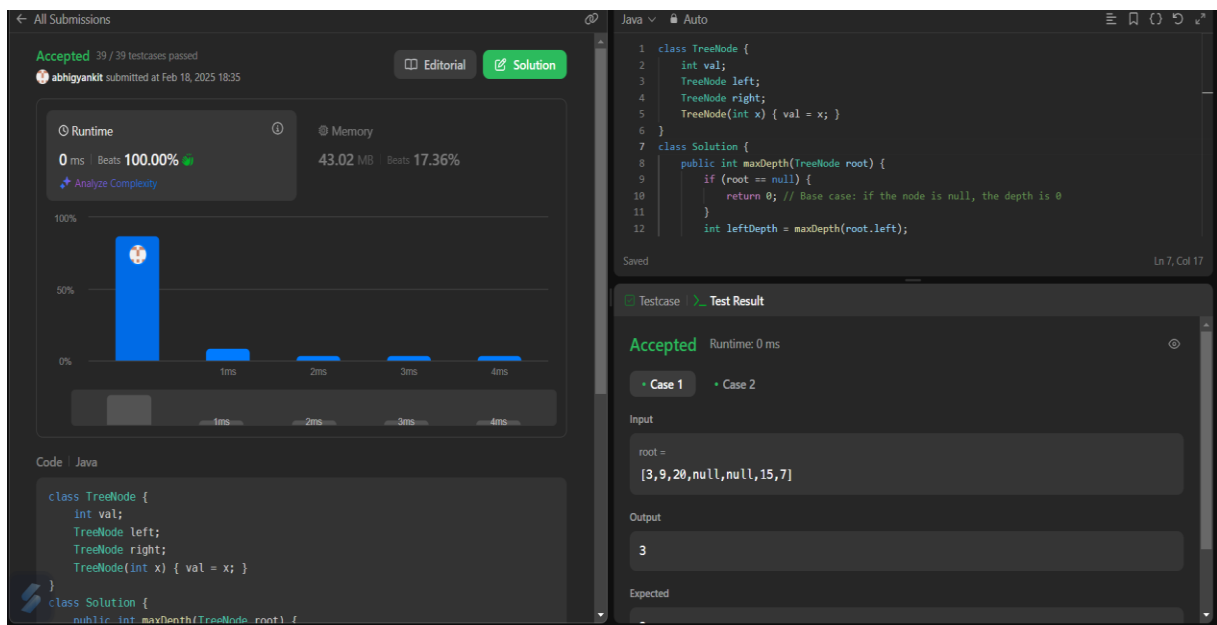 All Submissions
Accepted 39 / 39 testcases passed
abhigyankit submitted at Feb 18, 2025 18:35
Editorial
Solution
Runtime
0 ms | Beats 100.00%
Analyze Complexity
Memory
43.02 MB | Beats 17.36%
100%
50%
0%
1ms 2ms 3ms 4ms
1ms 2ms 3ms 4ms
Code | Java
class TreeNode {
int val;
TreeNode left;
TreeNode right;
TreeNode(int x) { val = x; }
}
class Solution {
public int maxDepth(TreeNode root) {
Java Auto
1 class TreeNode {
2 int val;
3 TreeNode left;
4 TreeNode right;
5 TreeNode(int x) { val = x; }
6 }
7 class Solution {
8 public int maxDepth(TreeNode root) {
9 if (root == null) {
10 return 0; // Base case: if the node is null, the depth is 0
11 }
12 int leftDepth = maxDepth(root.left);
Saved
Ln 7, Col 17
Testcase | >_ Test Result
Accepted Runtime: 0 ms
• Case 1 • Case 2
Input
root =
[3,9,20,null,null,15,7]
Output
3
Expected